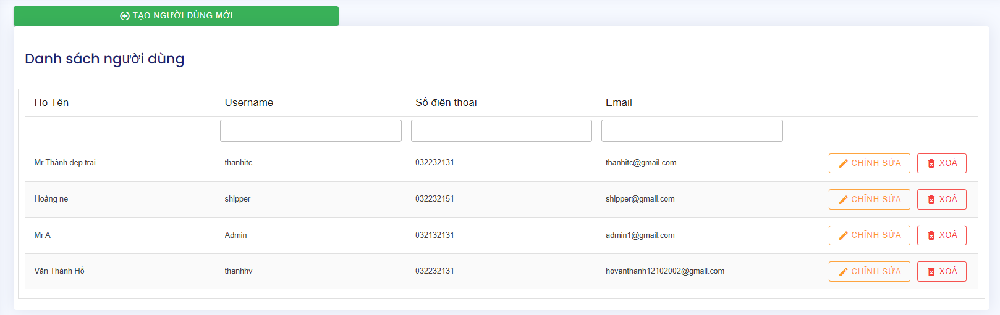 TẠO NGƯỜI DÙNG MỚI
Danh sách người dùng
Họ Tên Username Số điện thoại Email
Mr Thành đẹp trai thanhitc 032232131 thanhitc@gmail.com CHỈNH SỬA XOÁ
Hoàng ne shipper 032232151 shipper@gmail.com CHỈNH SỬA XOÁ
Mr A Admin 032132131 admin1@gmail.com CHỈNH SỬA XOÁ
Văn Thành Hồ thanhhv 032232131 hovanthanh12102002@gmail.com CHỈNH SỬA XOÁ